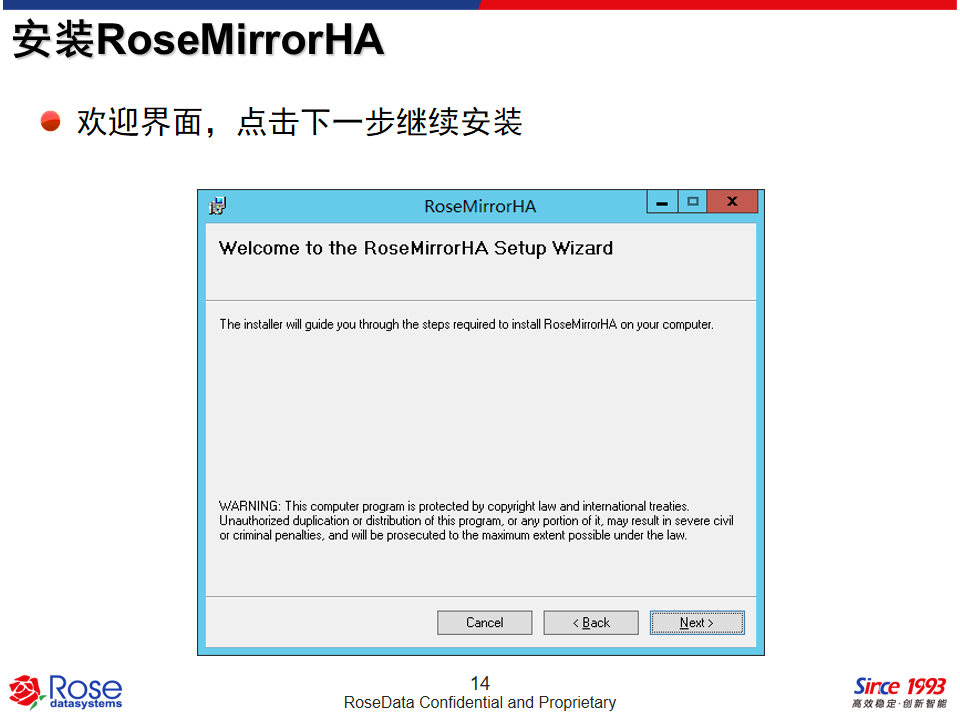 安装RoseMirrorHA
欢迎界面，点击下一步继续安装
RoseMirrorHA
Welcome to the RoseMirrorHA Setup Wizard
The installer will guide you through the steps required to install RoseMirrorHA on your computer.
WARNING: This computer program is protected by copyright law and international treaties.
Unauthorized duplication or distribution of this program, or any portion of it, may result in severe civil
or criminal penalties, and will be prosecuted to the maximum extent possible under the law.
Cancel
< Back
Next >
Rose
datasystems
14
RoseData Confidential and Proprietary
Since 1993
高效稳定·创新智能